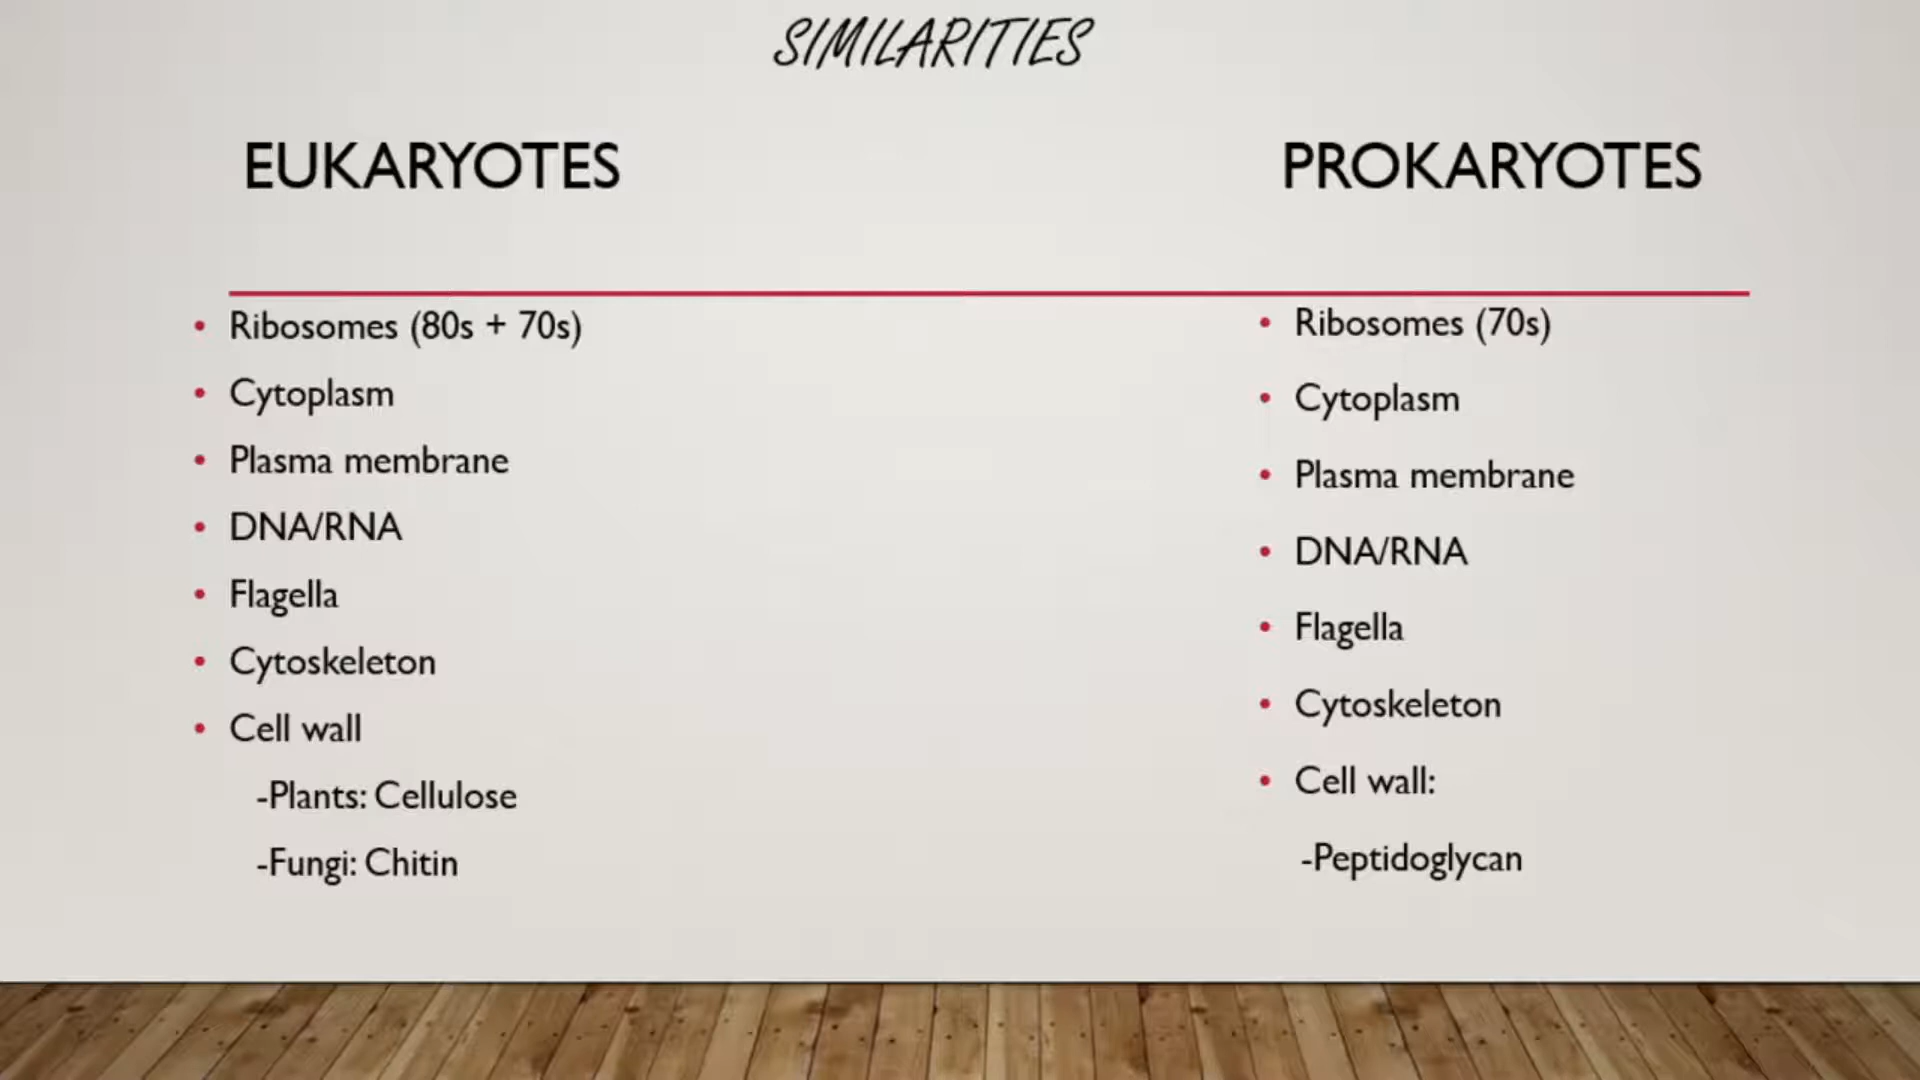 SIMILARITIES
EUKARYOTES
• Ribosomes (80s + 70s)
• Cytoplasm
• Plasma membrane
• DNA/RNA
• Flagella
• Cytoskeleton
• Cell wall
-Plants: Cellulose
-Fungi: Chitin
PROKARYOTES
• Ribosomes (70s)
• Cytoplasm
• Plasma membrane
• DNA/RNA
• Flagella
• Cytoskeleton
• Cell wall:
-Peptidoglycan